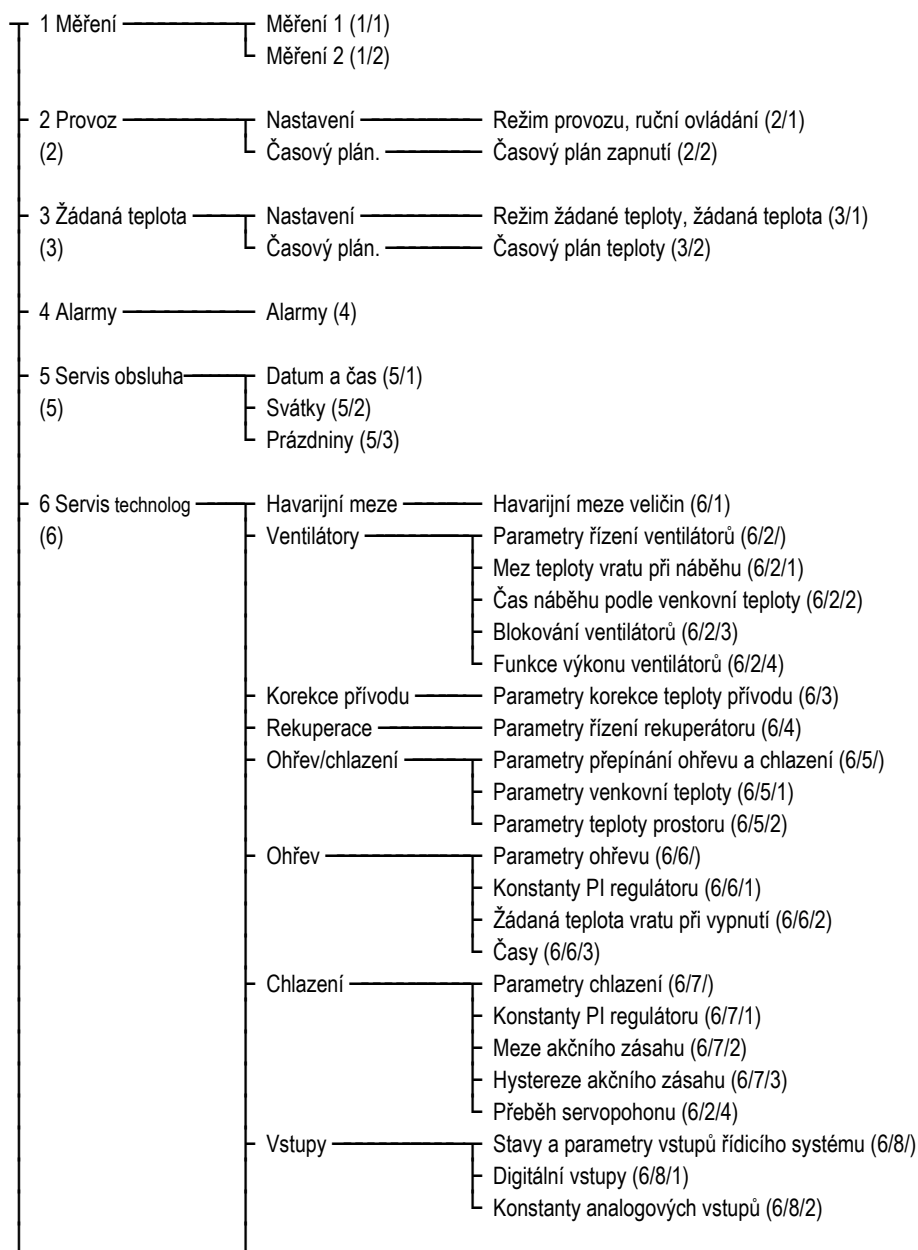 1 Měření Měření 1 (1/1)
Měření 2 (1/2)
2 Provoz Nastavení Režim provozu, ruční ovládání (2/1)
(2) Časový plán. Časový plán zapnutí (2/2)
3 Žádaná teplota Nastavení Režim žádané teploty, žádaná teplota (3/1)
(3) Časový plán. Časový plán teploty (3/2)
4 Alarmy Alarmy (4)
5 Servis obsluha Datum a čas (5/1)
(5) Svátky (5/2)
Prázdniny (5/3)
6 Servis technolog Havarijní meze Havarijní meze veličin (6/1)
(6) Ventilátory Parametry řízení ventilátorů (6/2/)
Mez teploty vratu při náběhu (6/2/1)
Čas náběhu podle venkovní teploty (6/2/2)
Blokování ventilátorů (6/2/3)
Funkce výkonu ventilátorů (6/2/4)
Korekce přívodu Parametry korekce teploty přívodu (6/3)
Rekuperace Parametry řízení rekuperátoru (6/4)
Ohřev/chlazení Parametry přepínání ohřevu a chlazení (6/5/)
Parametry venkovní teploty (6/5/1)
Parametry teploty prostoru (6/5/2)
Ohřev Parametry ohřevu (6/6/)
Konstanty PI regulátoru (6/6/1)
Žádaná teplota vratu při vypnutí (6/6/2)
Časy (6/6/3)
Chlazení Parametry chlazení (6/7/)
Konstanty PI regulátoru (6/7/1)
Meze akčního zásahu (6/7/2)
Hystereze akčního zásahu (6/7/3)
Přeběh servopohonu (6/2/4)
Vstupy Stavy a parametry vstupů řídicího systému (6/8/)
Digitální vstupy (6/8/1)
Konstanty analogových vstupů (6/8/2)